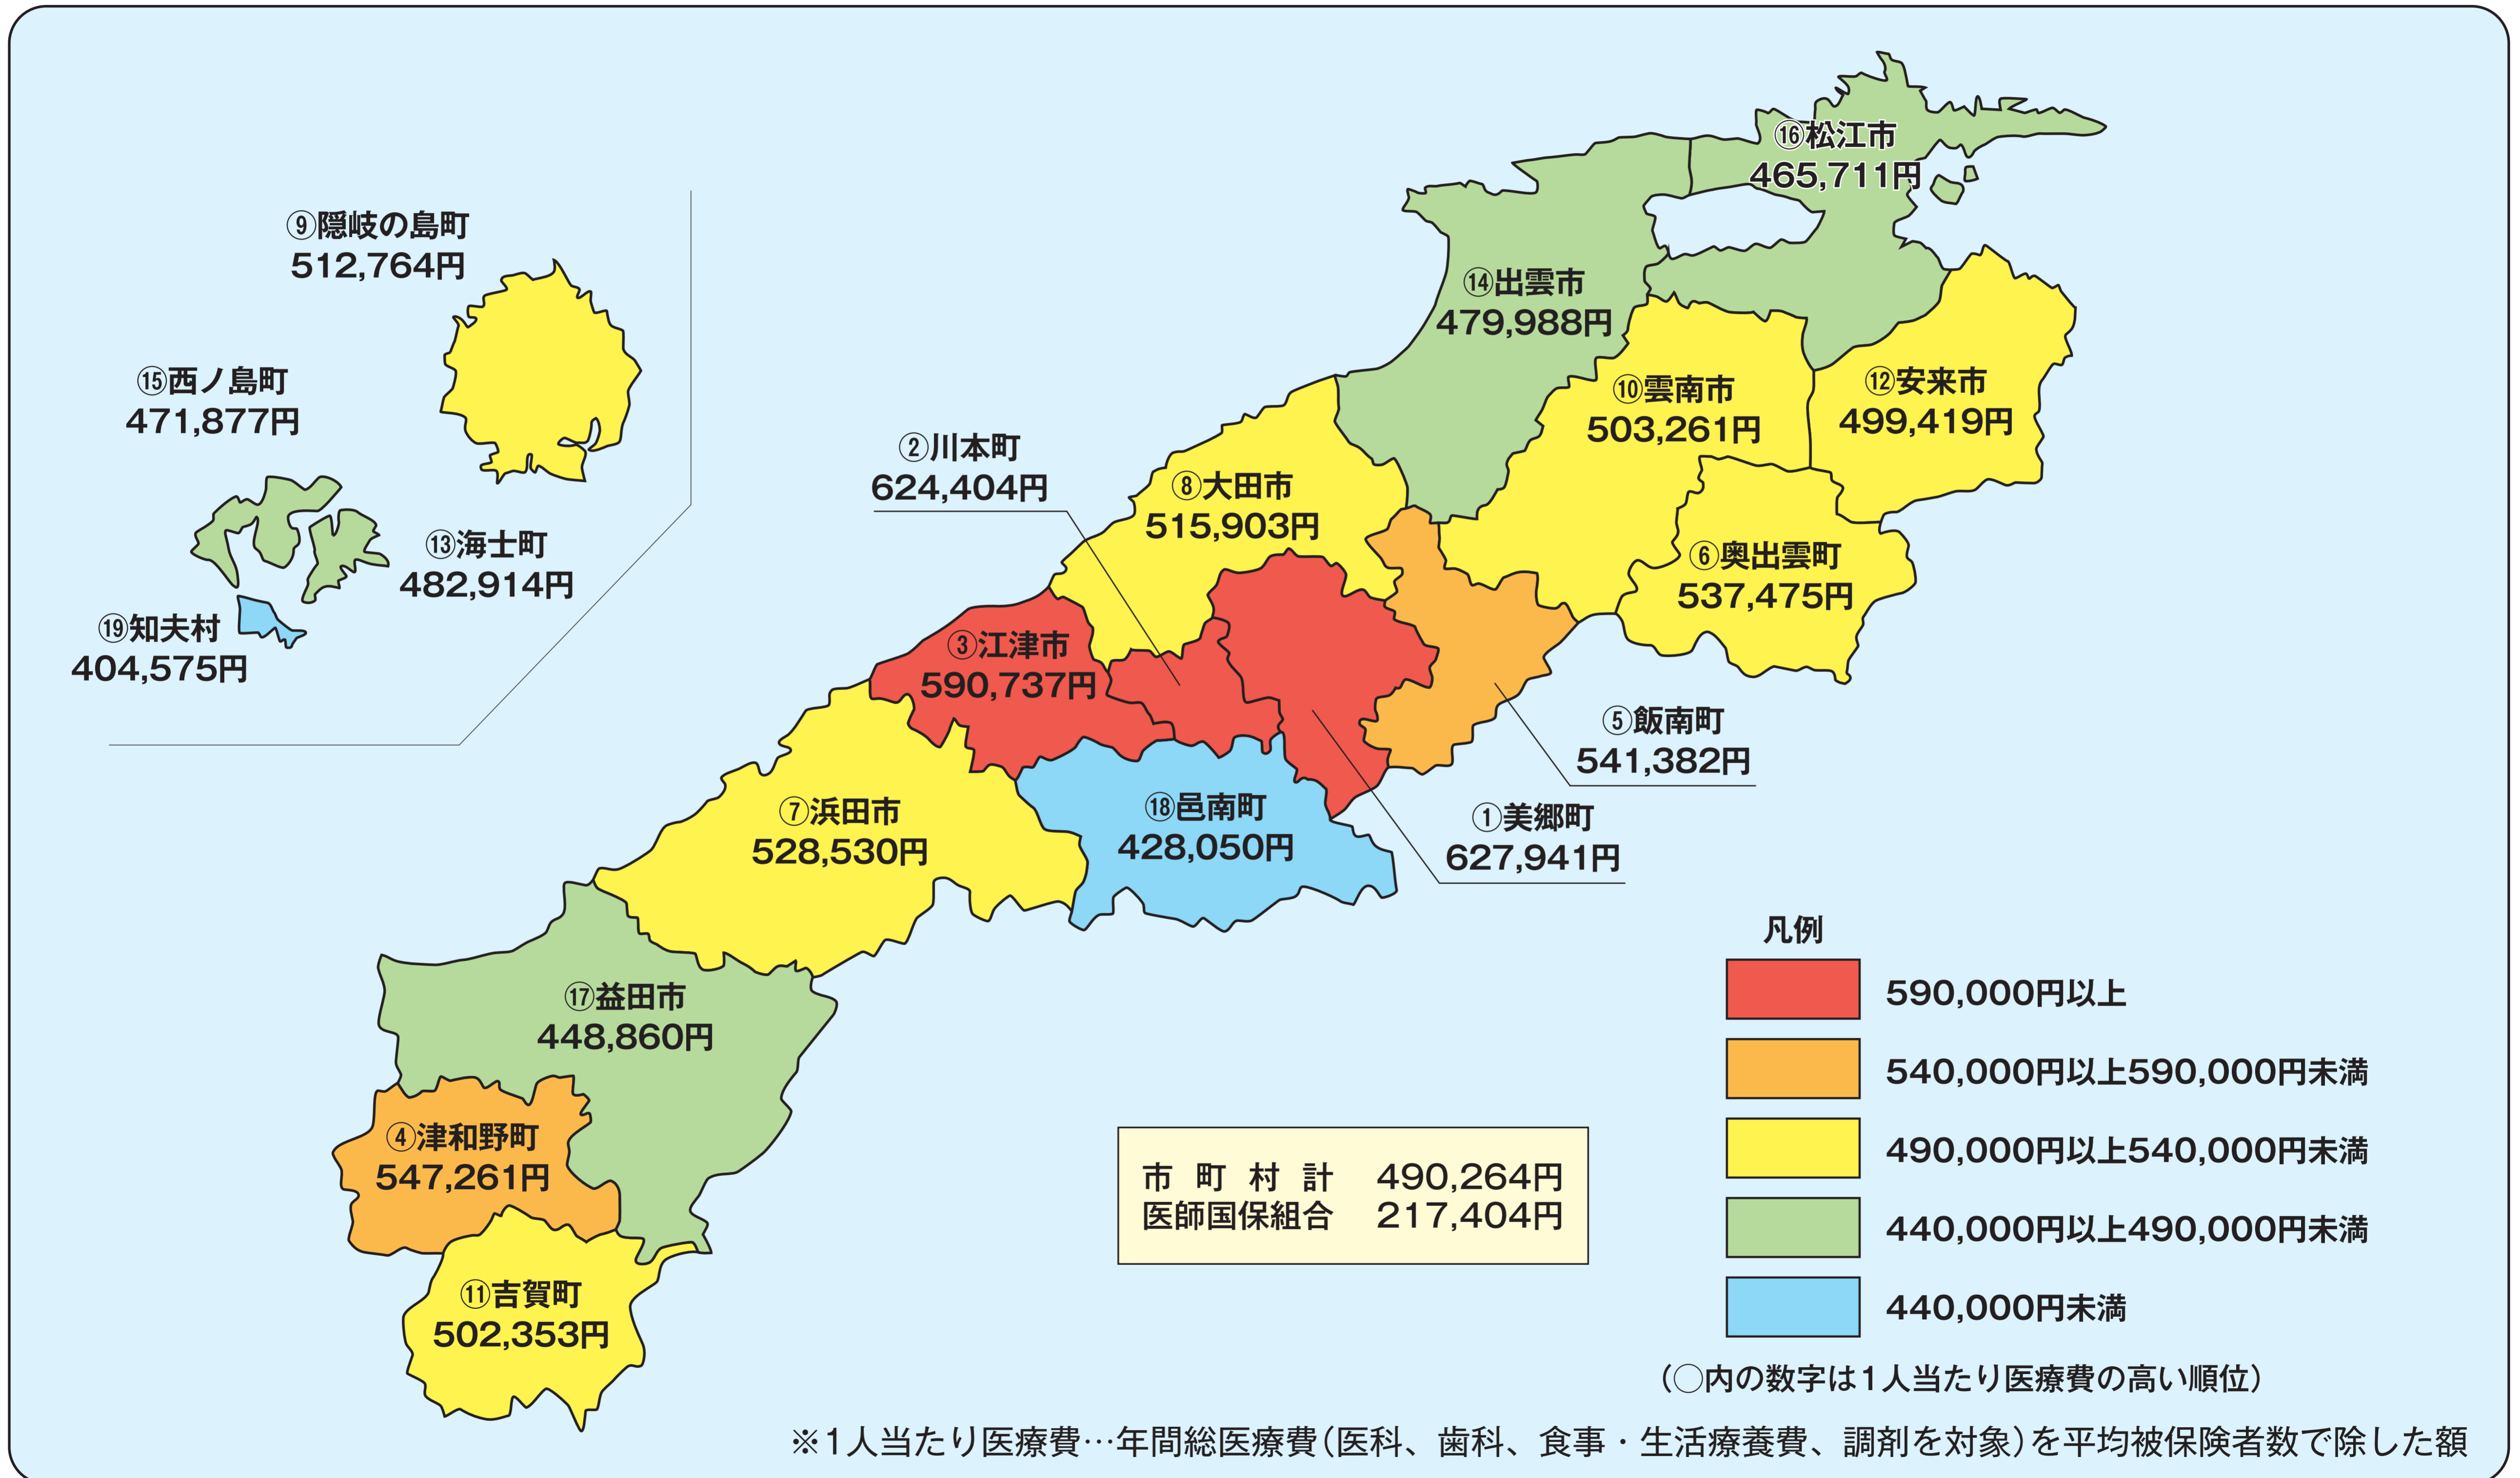 ⑯松江市
465,711円
⑨隠岐の島町
512,764円
⑭出雲市
479,988円
⑮西ノ島町
471,877円
⑩雲南市
503,261円
⑫安来市
499,419円
②川本町
624,404円
⑧大田市
515,903円
⑬海士町
482,914円
⑥奥出雲町
537,475円
⑲知夫村
404,575円
③江津市
590,737円
⑤飯南町
541,382円
⑦浜田市
528,530円
⑱邑南町
428,050円
①美郷町
627,941円
⑰益田市
448,860円
④津和野町
547,261円
⑪吉賀町
502,353円
市町村計 490,264円
医師国保組合 217,404円
凡例
590,000円以上
540,000円以上590,000円未満
490,000円以上540,000円未満
440,000円以上490,000円未満
440,000円未満
（○内の数字は1人当たり医療費の高い順位）
※1人当たり医療費…年間総医療費（医科、歯科、食事・生活療養費、調剤を対象）を平均被保険者数で除した額